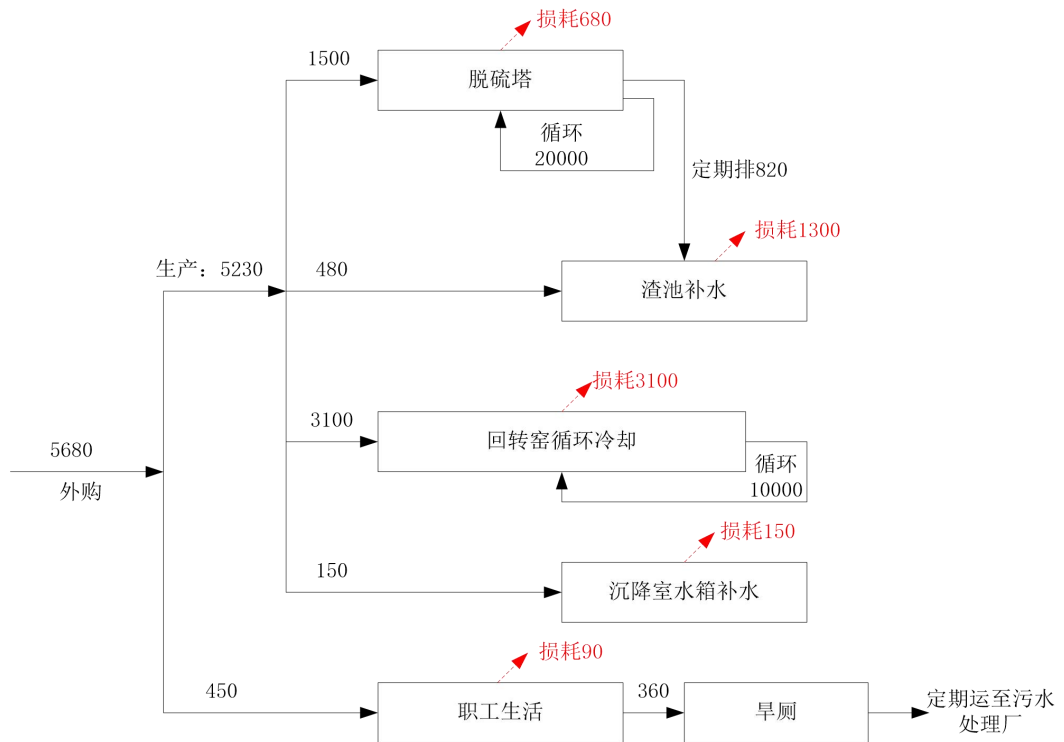 损耗680
1500
脱硫塔
循环
20000
定期排820
损耗1300
生产：5230
480
渣池补水
损耗3100
3100
回转窑循环冷却
5680
外购
循环
10000
损耗150
150
沉降室水箱补水
损耗90
450
职工生活
360
旱厕
定期运至污水
处理厂